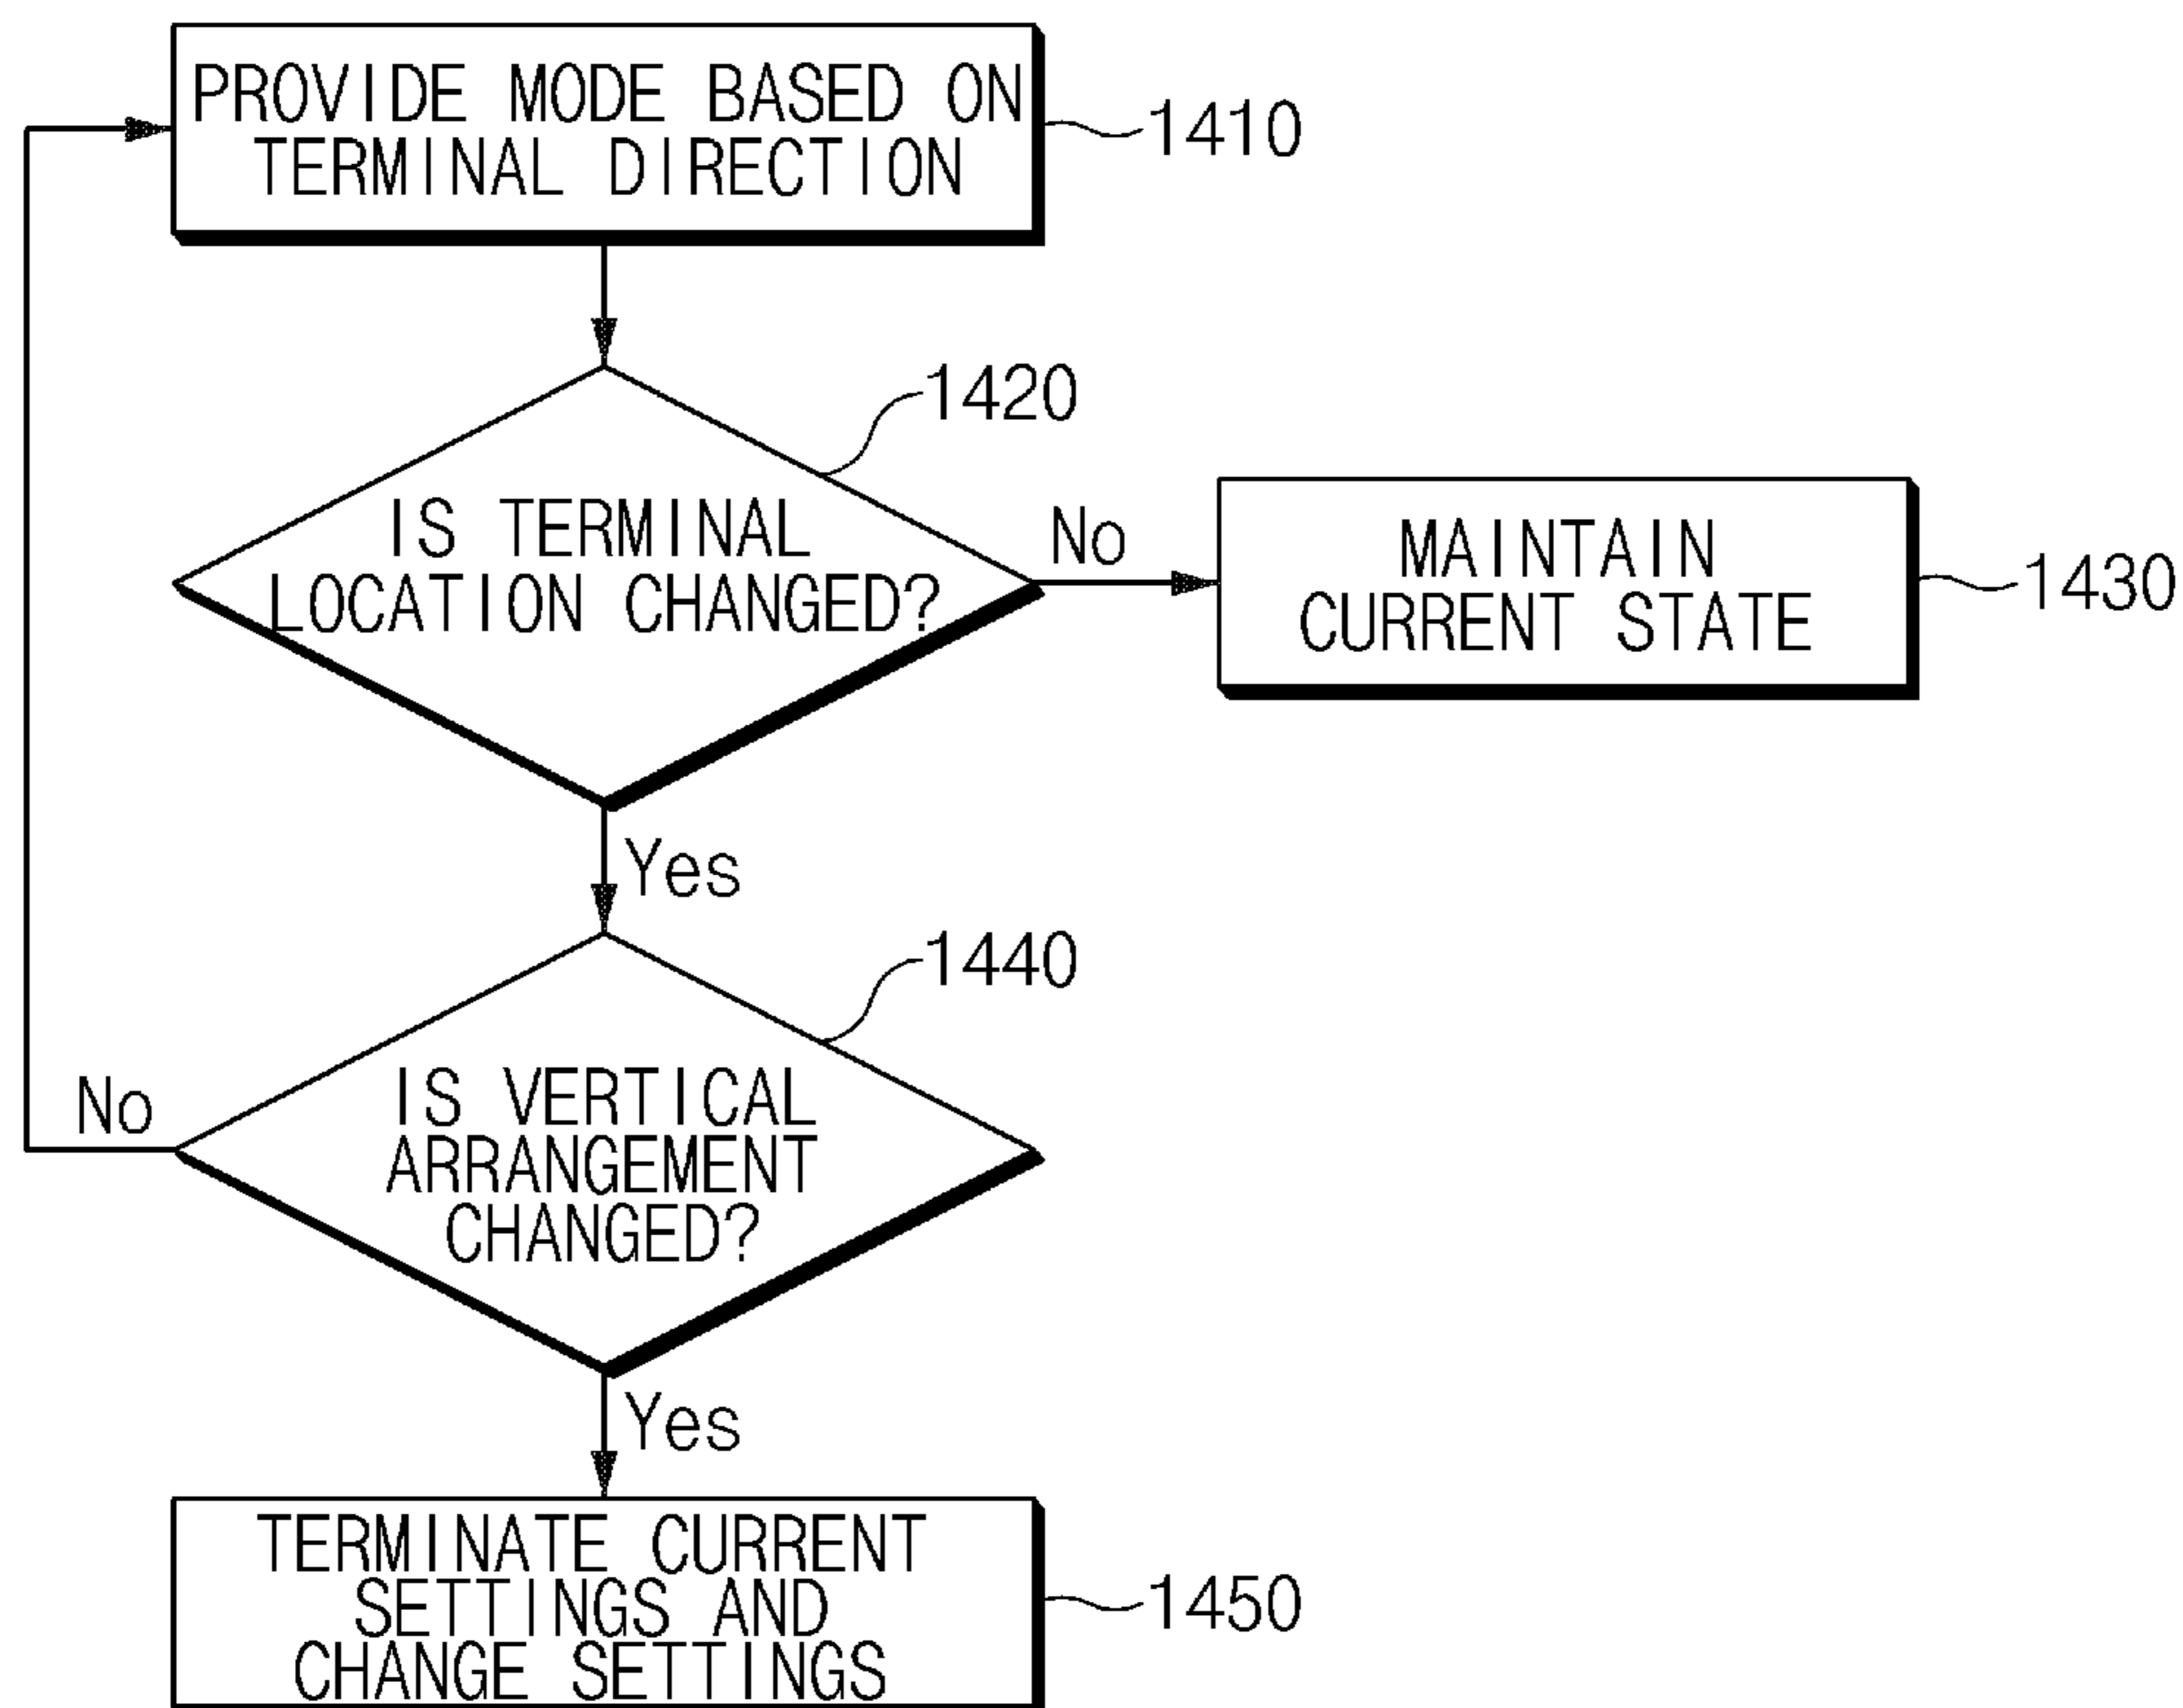 PROVIDE MODE BASED ON
TERMINAL DIRECTION
1410
1420
IS TERMINAL
LOCATION CHANGED?
No
MAINTAIN
CURRENT STATE
1430
Yes
1440
IS VERTICAL
ARRANGEMENT
CHANGED?
No
Yes
TERMINATE CURRENT
SETTINGS AND
CHANGE SETTINGS
1450